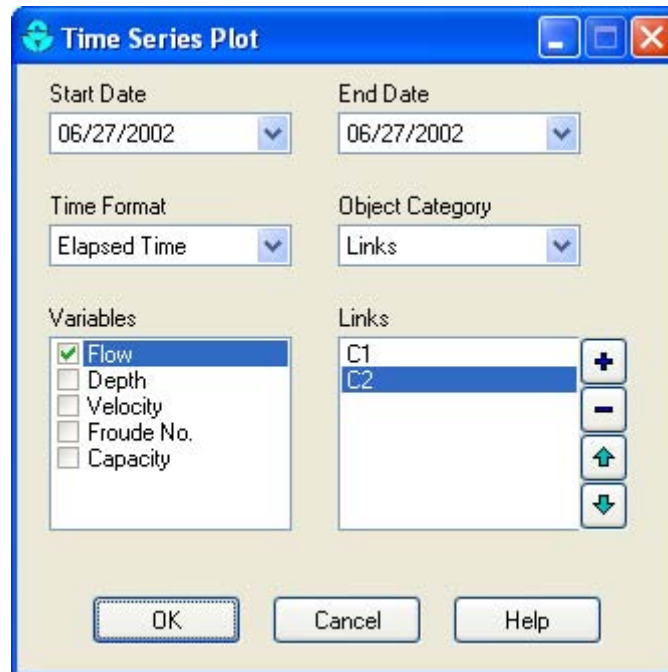 Time Series Plot
Start Date
End Date
06/27/2002
06/27/2002
Time Format
Object Category
Elapsed Time
Links
Variables
Links
Flow
Depth
Velocity
Froude No.
Capacity
C1
C2
OK
Cancel
Help